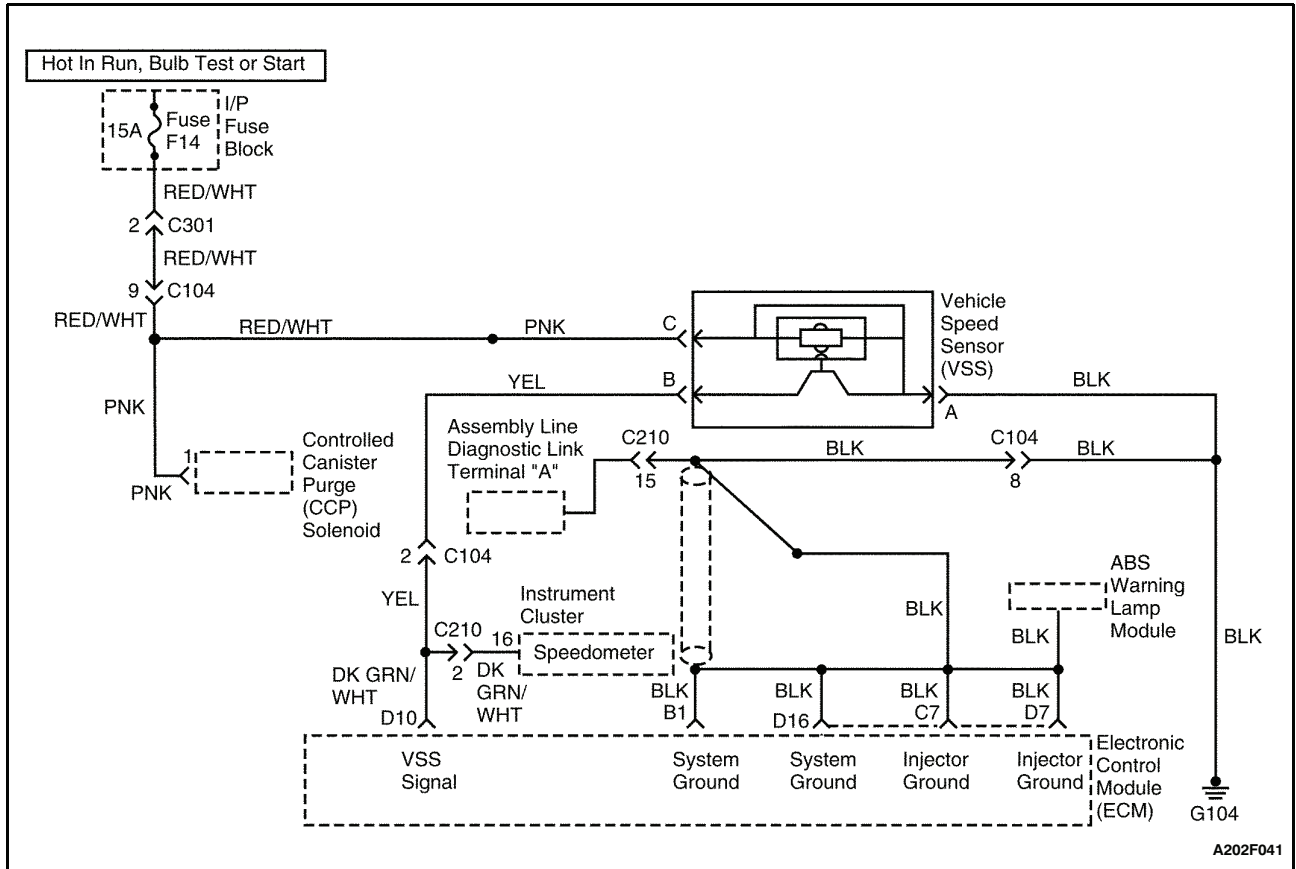 Hot In Run, Bulb Test or Start
I/P
Fuse
Block
15A
Fuse
F14
RED/WHT
2
C301
RED/WHT
9
C104
RED/WHT
RED/WHT
PNK
C
Vehicle
Speed
Sensor
(VSS)
YEL
B
BLK
A
PNK
1
PNK
Controlled
Canister
Purge
(CCP)
Solenoid
Assembly Line
Diagnostic Link
Terminal "A"
C210
15
BLK
C104
8
BLK
2
C104
YEL
Instrument
Cluster
C210
2
16
Speedometer
DK
GRN/
WHT
DK GRN/
WHT
D10
BLK
ABS
Warning
Lamp
Module
BLK
BLK
BLK
B1
BLK
D16
BLK
C7
BLK
D7
VSS
Signal
System
Ground
System
Ground
Injector
Ground
Injector
Ground
Electronic
Control
Module
(ECM)
G104
A202F041